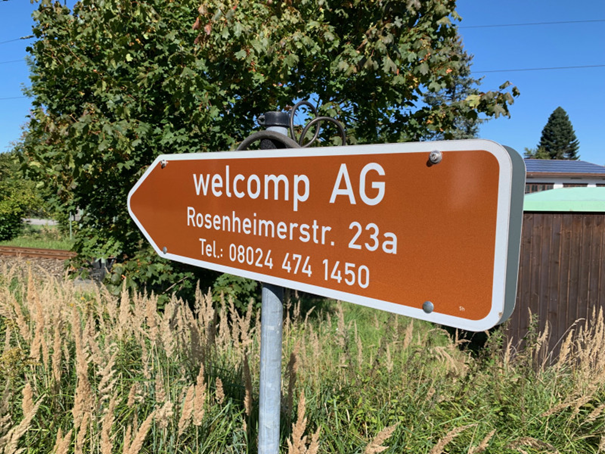 welcomp AG
Rosenheimerstr. 23a
Tel.: 08024 474 1450